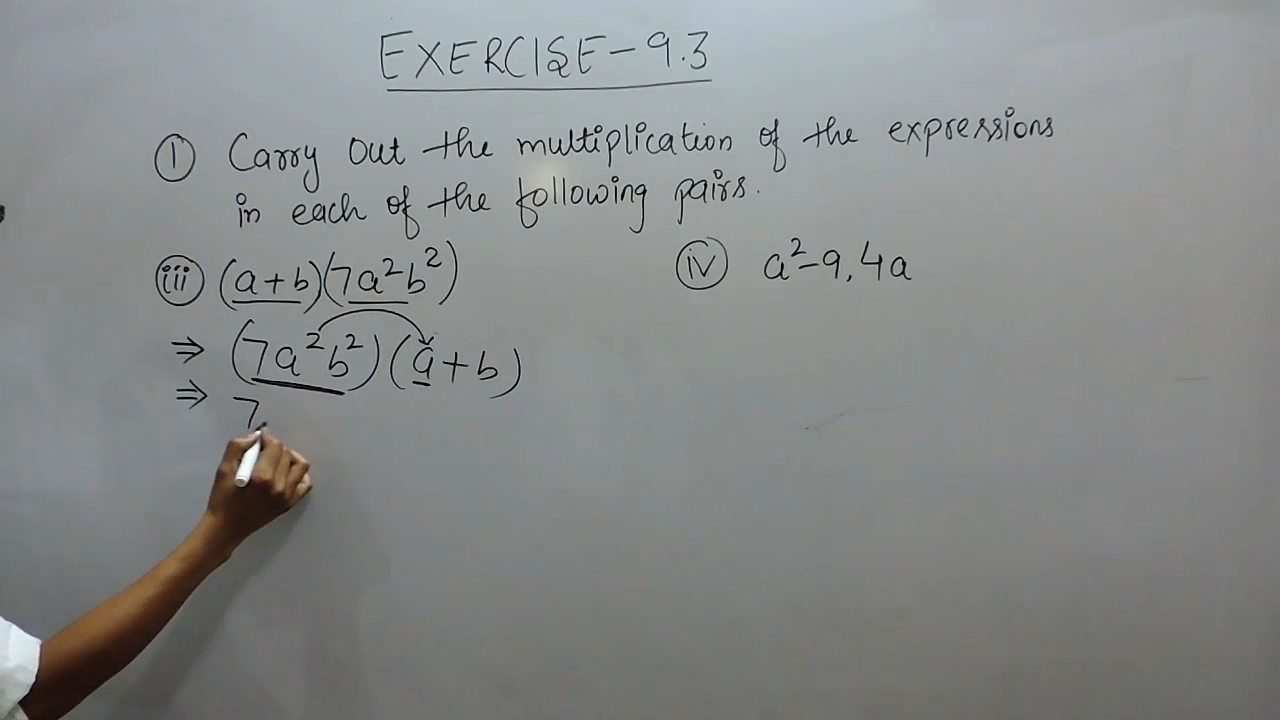 EXERCISE-9.3
① Carry out the multiplication of the expressions
in each of the following pairs.
ⅲ (a+b)(7a²b²)
ⅳ a²-9, 4a
⇒ (7a²b²)(a+b)
⇒ 7